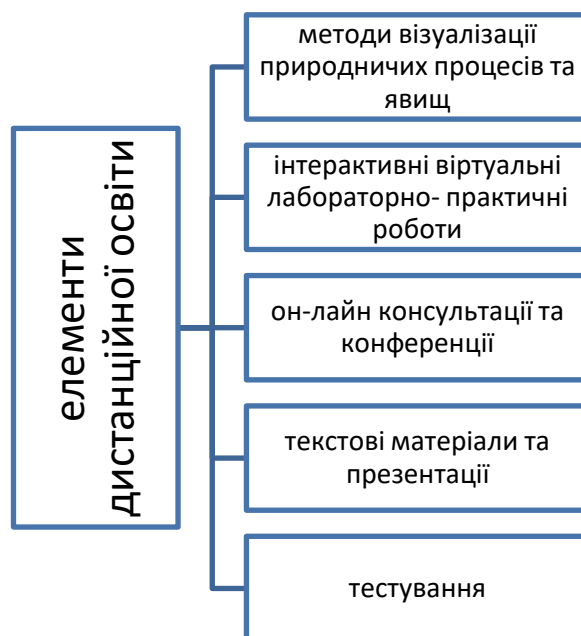 елементи
дистанційної освіти
методи візуалізації
природничих процесів та
явищ
інтерактивні віртуальні
лабораторно- практичні
роботи
он-лайн консультації та
конференції
текстові матеріали та
презентації
тестування